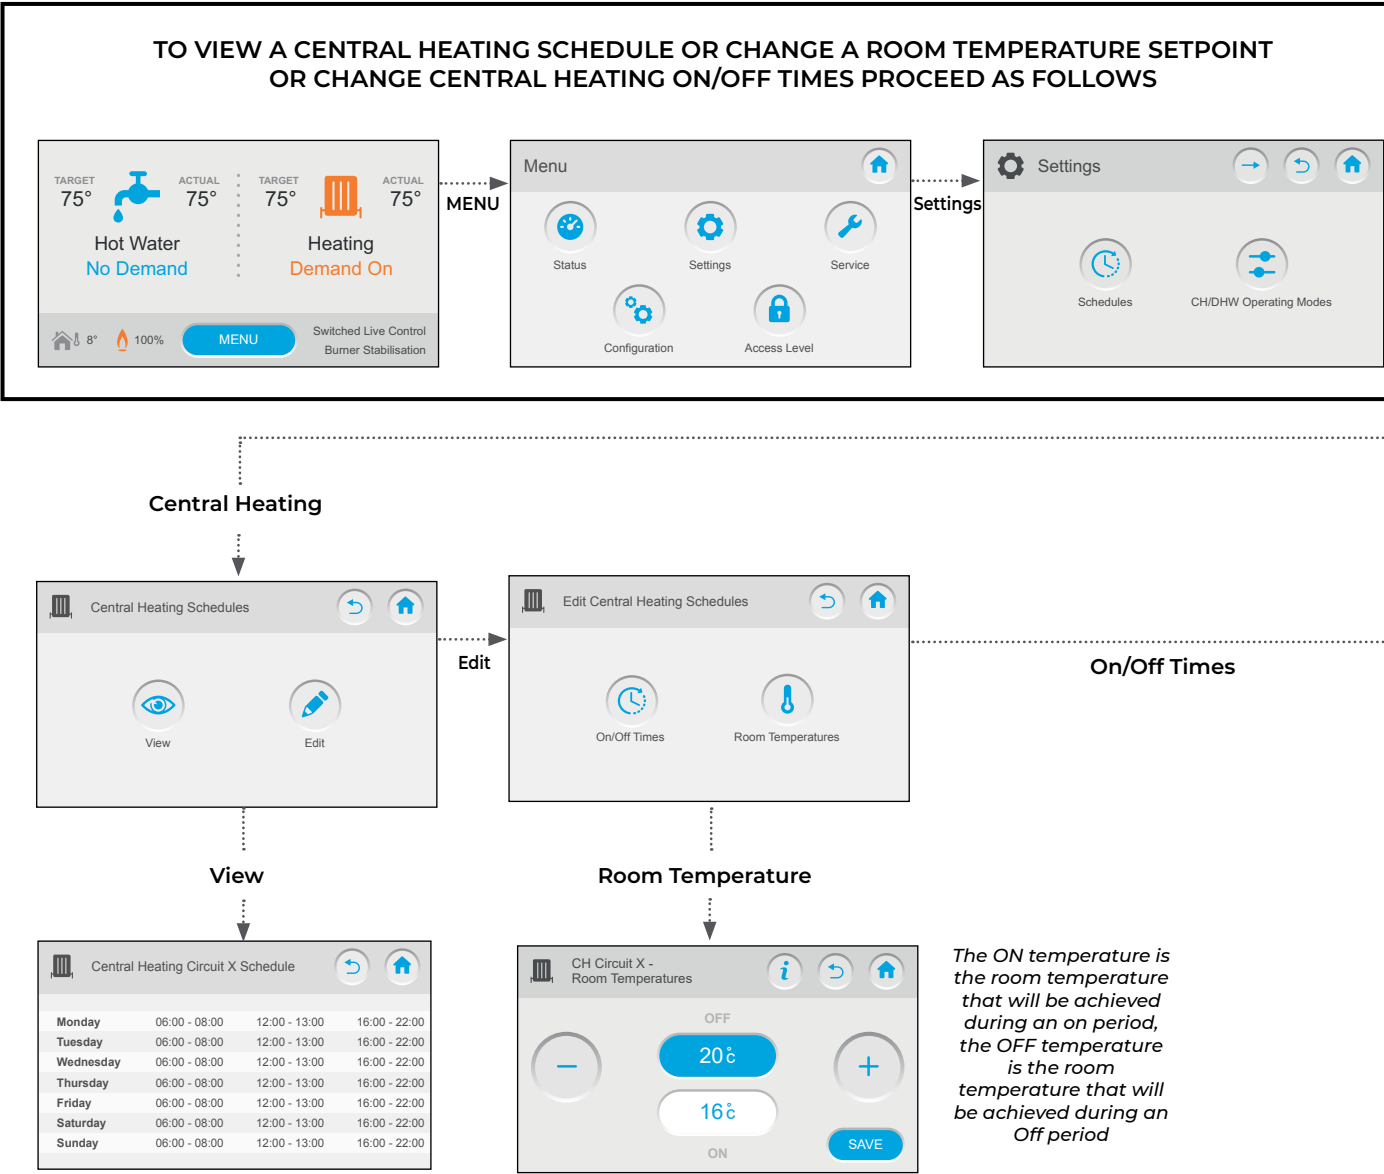 TO VIEW A CENTRAL HEATING SCHEDULE OR CHANGE A ROOM TEMPERATURE SETPOINT
OR CHANGE CENTRAL HEATING ON/OFF TIMES PROCEED AS FOLLOWS
TARGET
75°
ACTUAL
75°
Hot Water
No Demand
TARGET
75°
ACTUAL
75°
Heating
Demand On
8°
100%
MENU
Switched Live Control
Burner Stabilisation
MENU
Menu
Status
Settings
Service
Configuration
Access Level
Settings
Settings
Schedules
CH/DHW Operating Modes
Central Heating
Central Heating Schedules
View
Edit
Edit
Edit Central Heating Schedules
On/Off Times
Room Temperatures
On/Off Times
View
Central Heating Circuit X Schedule
Monday 06:00 - 08:00 12:00 - 13:00 16:00 - 22:00
Tuesday 06:00 - 08:00 12:00 - 13:00 16:00 - 22:00
Wednesday 06:00 - 08:00 12:00 - 13:00 16:00 - 22:00
Thursday 06:00 - 08:00 12:00 - 13:00 16:00 - 22:00
Friday 06:00 - 08:00 12:00 - 13:00 16:00 - 22:00
Saturday 06:00 - 08:00 12:00 - 13:00 16:00 - 22:00
Sunday 06:00 - 08:00 12:00 - 13:00 16:00 - 22:00
Room Temperature
CH Circuit X -
Room Temperatures
i
OFF
20°c
16°c
ON
SAVE
The ON temperature is
the room temperature
that will be achieved
during an on period,
the OFF temperature
is the room
temperature that will
be achieved during an
Off period